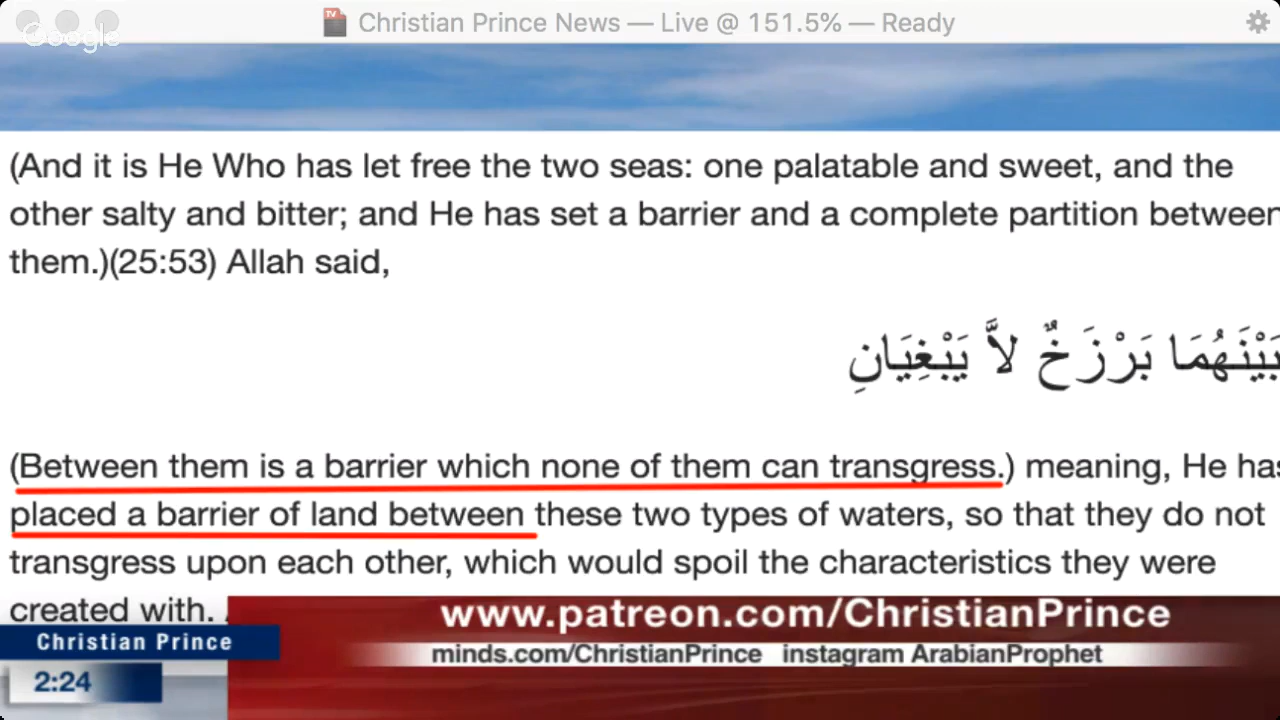 Christian Prince News — Live @ 151.5% — Ready
Google
(And it is He Who has let free the two seas: one palatable and sweet, and the
other salty and bitter; and He has set a barrier and a complete partition between
them.)(25:53) Allah said,
بَيْنَهُمَا بَرْزَخٌ لاَّ يَبْغِيَانِ
(Between them is a barrier which none of them can transgress.) meaning, He has
placed a barrier of land between these two types of waters, so that they do not
transgress upon each other, which would spoil the characteristics they were
created with.
www.patreon.com/ChristianPrince
Christian Prince
minds.com/ChristianPrince instagram ArabianProphet
2:24